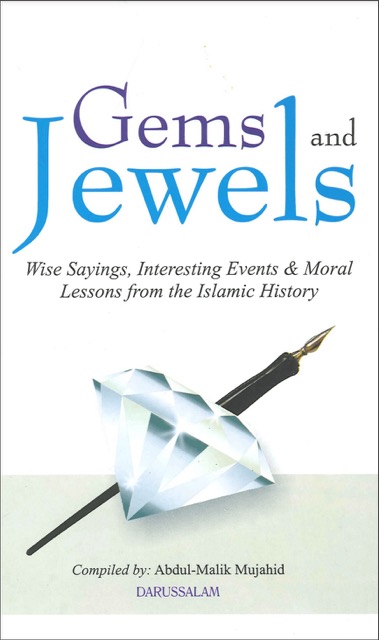 Gems and
Jewels
Wise Sayings, Interesting Events & Moral
Lessons from the Islamic History
Compiled by: Abdul-Malik Mujahid
DARUSSALAM